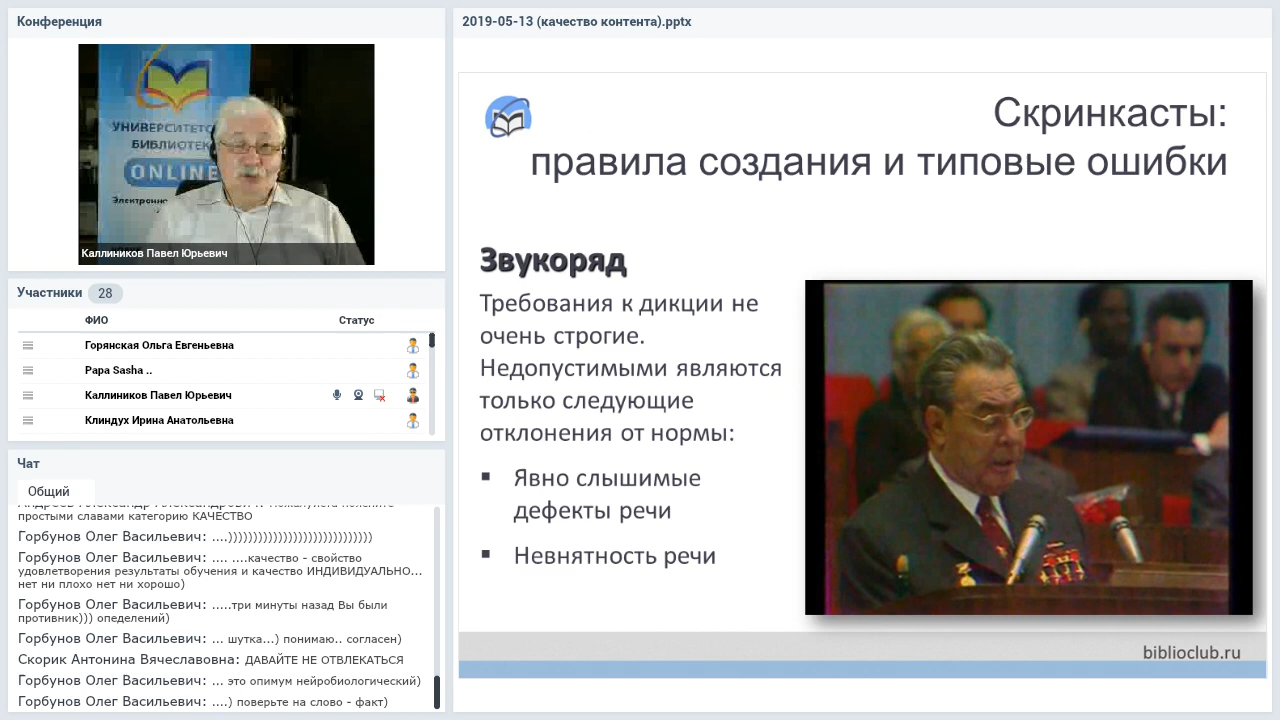 Конференция
УНИВЕРСИТЕТ
БИБЛИОТЕК
ONLINE
Каллиников Павел Юрьевич
Участники 28
ФИО Статус
Горянская Ольга Евгеньевна
Papa Sasha ..
Каллиников Павел Юрьевич
Клиндух Ирина Анатольевна
Чат
Общий
простыми славами категорию КАЧЕСТВО
Горбунов Олег Васильевич: ....))))))))))))))))))))))))))))))
Горбунов Олег Васильевич: .... ....качество - свойство
удовлетворения результаты обучения и качество ИНДИВИДУАЛЬНО...
нет ни плохо нет ни хорошо)
Горбунов Олег Васильевич: .....три минуты назад Вы были
противник))) опеделений)
Горбунов Олег Васильевич: ... шутка...) понимаю.. согласен)
Скорик Антонина Вячеславовна: ДАВАЙТЕ НЕ ОТВЛЕКАТЬСЯ
Горбунов Олег Васильевич: ... это опимум нейробиологический)
Горбунов Олег Васильевич: ....) поверьте на слово - факт)
2019-05-13 (качество контента).pptx
Скринкасты:
правила создания и типовые ошибки
Звукоряд
Требования к дикции не
очень строгие.
Недопустимыми являются
только следующие
отклонения от нормы:
▪ Явно слышимые
дефекты речи
▪ Невнятность речи
biblioclub.ru